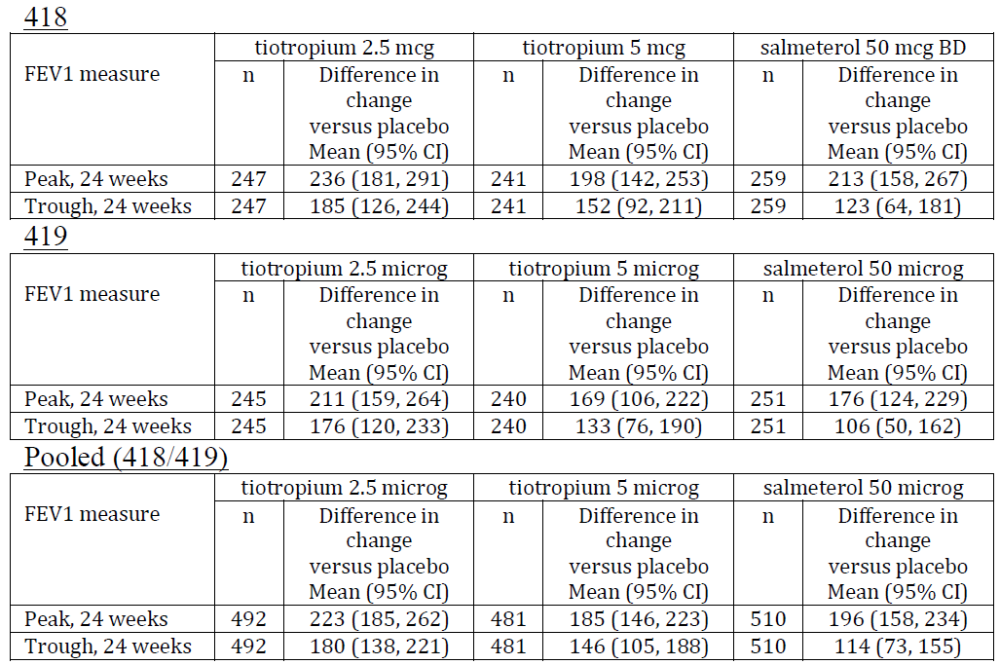 418
tiotropium 2.5 mcg tiotropium 5 mcg salmeterol 50 mcg BD
FEV1 measure n Difference in n Difference in n Difference in
change change change
versus placebo versus placebo versus placebo
Mean (95% CI) Mean (95% CI) Mean (95% CI)
Peak, 24 weeks 247 236 (181, 291) 241 198 (142, 253) 259 213 (158, 267)
Trough, 24 weeks 247 185 (126, 244) 241 152 (92, 211) 259 123 (64, 181)
419
tiotropium 2.5 microg tiotropium 5 microg salmeterol 50 microg
FEV1 measure n Difference in n Difference in n Difference in
change change change
versus placebo versus placebo versus placebo
Mean (95% CI) Mean (95% CI) Mean (95% CI)
Peak, 24 weeks 245 211 (159, 264) 240 169 (106, 222) 251 176 (124, 229)
Trough, 24 weeks 245 176 (120, 233) 240 133 (76, 190) 251 106 (50, 162)
Pooled (418/419)
tiotropium 2.5 microg tiotropium 5 microg salmeterol 50 microg
FEV1 measure n Difference in n Difference in n Difference in
change change change
versus placebo versus placebo versus placebo
Mean (95% CI) Mean (95% CI) Mean (95% CI)
Peak, 24 weeks 492 223 (185, 262) 481 185 (146, 223) 510 196 (158, 234)
Trough, 24 weeks 492 180 (138, 221) 481 146 (105, 188) 510 114 (73, 155)